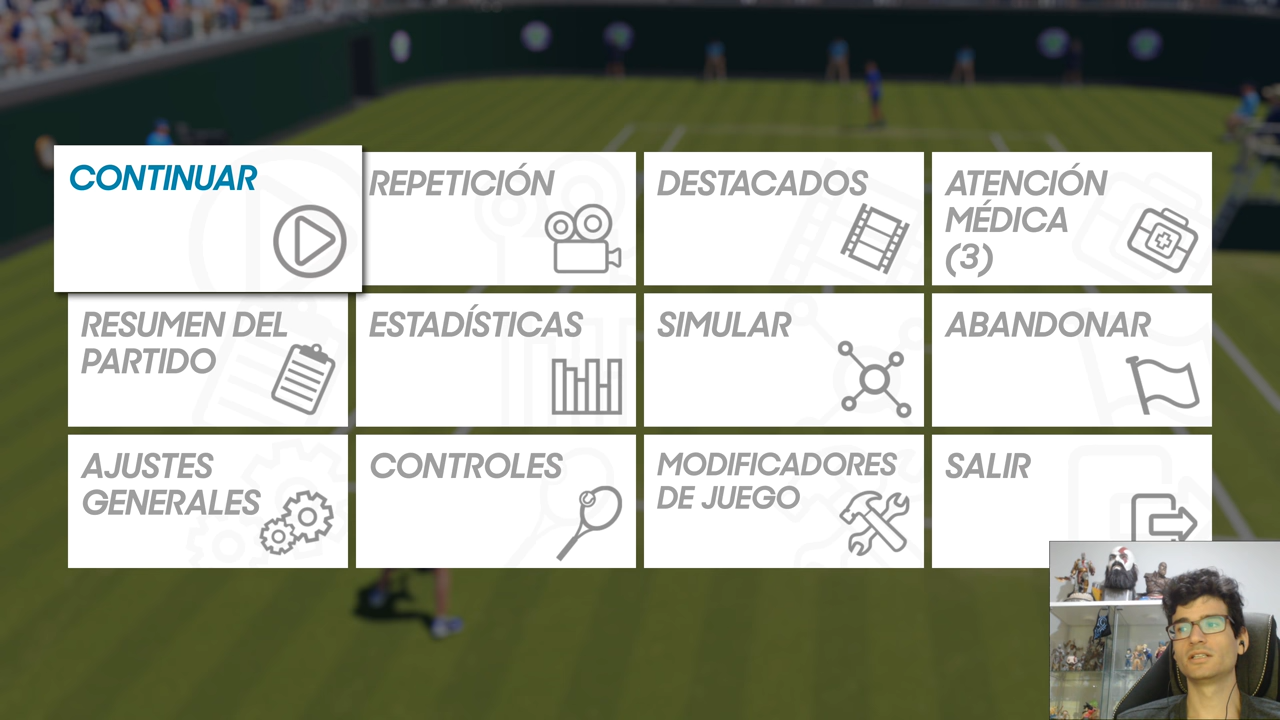 CONTINUAR
REPETICIÓN
DESTACADOS
ATENCIÓN
MÉDICA
(3)
RESUMEN DEL
PARTIDO
ESTADÍSTICAS
SIMULAR
ABANDONAR
AJUSTES
GENERALES
CONTROLES
MODIFICADORES
DE JUEGO
SALIR